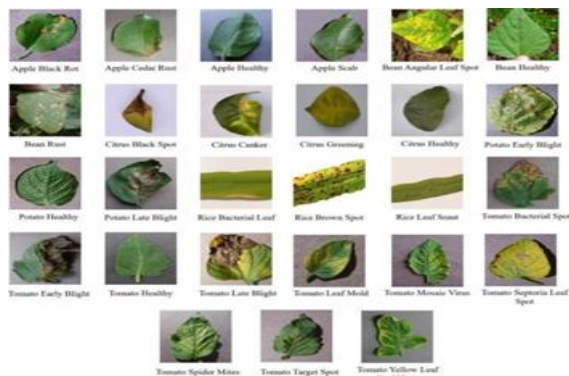 Apple Black Rot
Apple Cedar Rust
Apple Healthy
Apple Scab
Bean Angular Leaf Spot
Bean Healthy
Bean Rust
Citrus Black Spot
Citrus Canker
Citrus Greening
Citrus Healthy
Potato Early Blight
Potato Healthy
Potato Late Blight
Rice Bacterial Leaf
Rice Brown Spot
Rice Leaf Smut
Tomato Bacterial Spot
Tomato Early Blight
Tomato Healthy
Tomato Late Blight
Tomato Leaf Mold
Tomato Mosaic Virus
Tomato Septoria Leaf
Spot
Tomato Spider Mites
Tomato Target Spot
Tomato Yellow Leaf